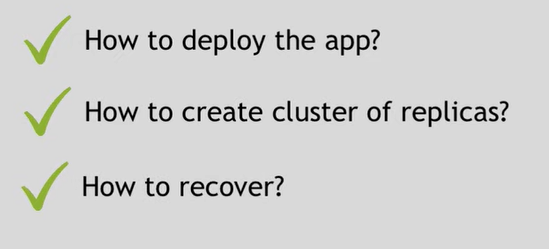 How to deploy the app?
How to create cluster of replicas?
How to recover?